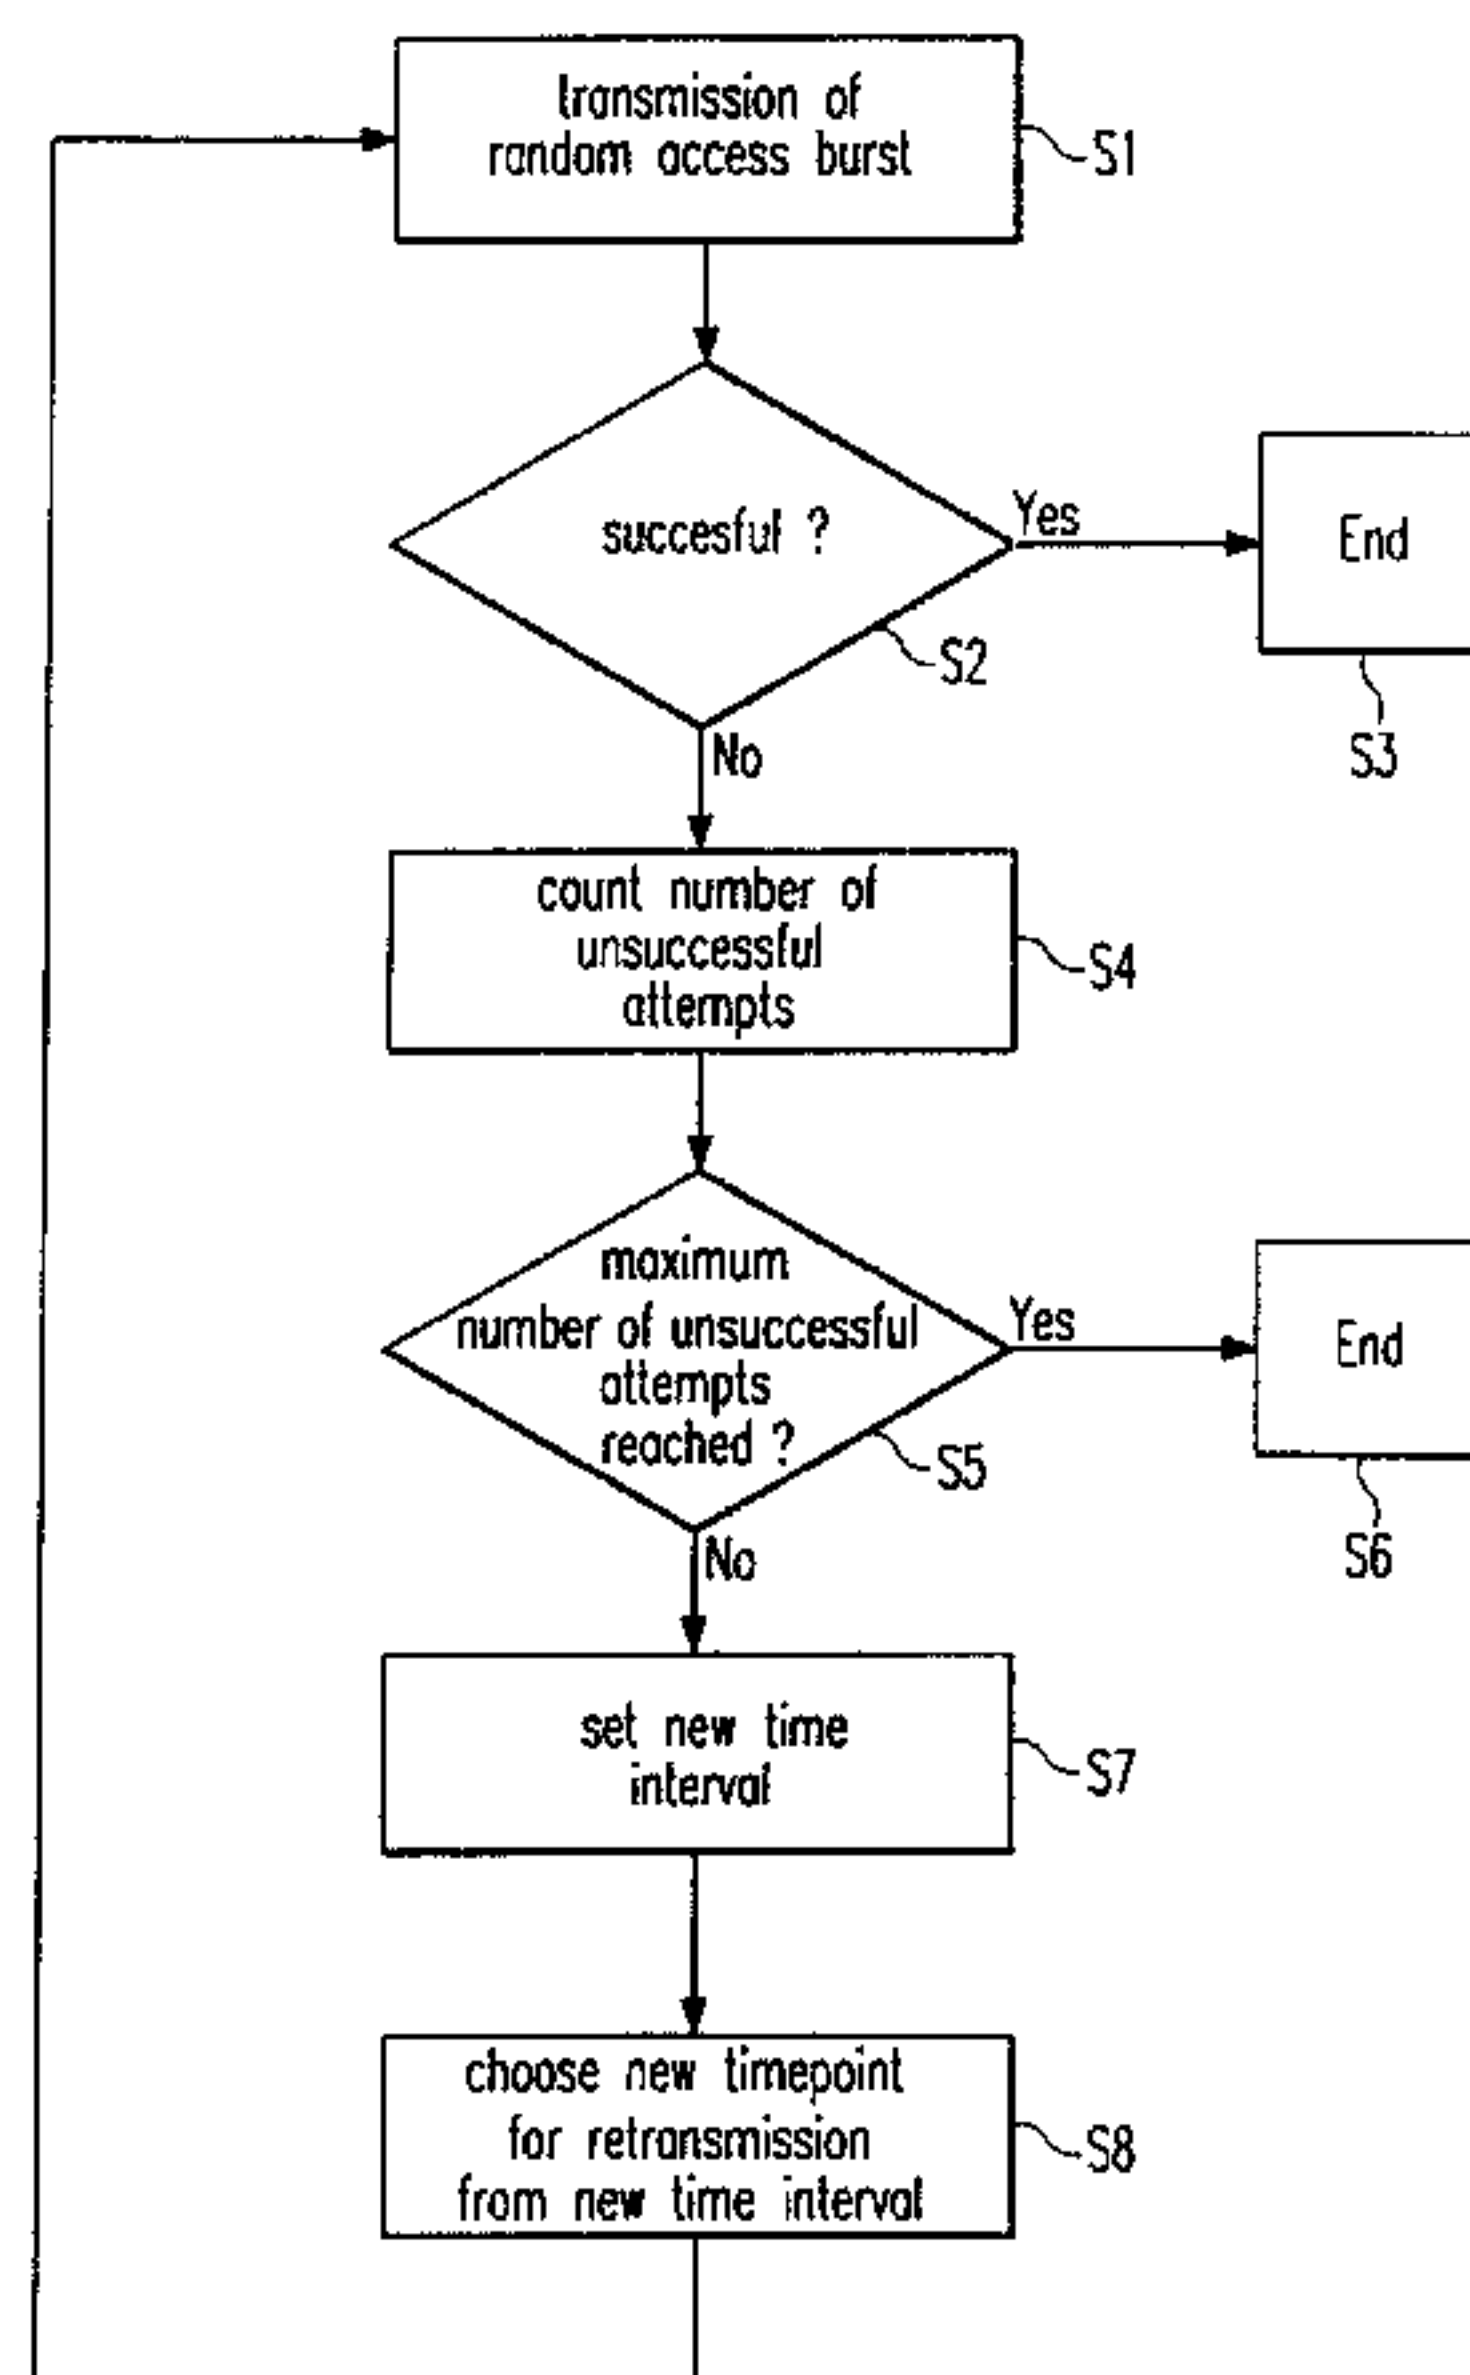 transmission of
random access burst
S1
succesful ?
Yes
End
S2
S3
No
count number of
unsuccessful
attempts
S4
maximum
number of unsuccessful
attempts
reached ?
Yes
End
S5
S6
No
set new time
interval
S7
choose new timepoint
for retransmission
from new time interval
S8